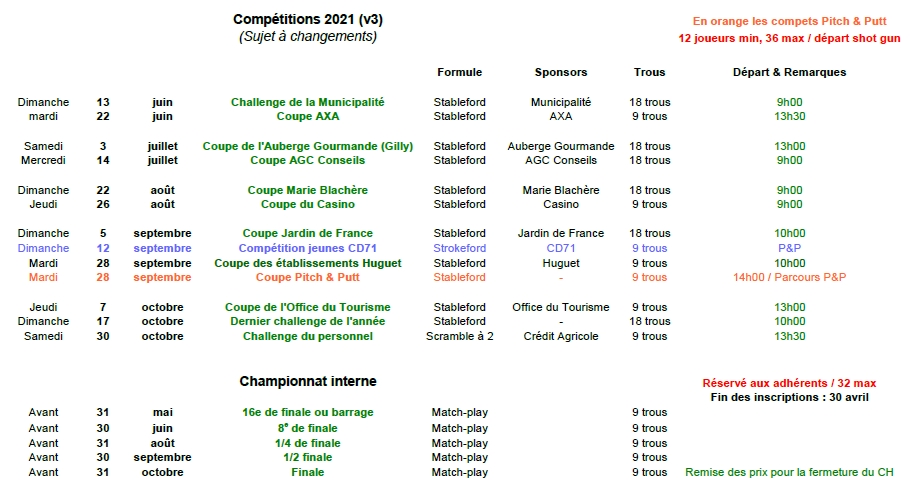 Compétitions 2021 (v3)
En orange les compets Pitch & Putt
(Sujet à changements)
12 joueurs min, 36 max / départ shot gun
Formule Sponsors Trous Départ & Remarques
Dimanche 13 juin Challenge de la Municipalité Stableford Municipalité 18 trous 9h00
mardi 22 juin Coupe AXA Stableford AXA 9 trous 13h30
Samedi 3 juillet Coupe de l'Auberge Gourmande (Gilly) Stableford Auberge Gourmande 18 trous 13h00
Mercredi 14 juillet Coupe AGC Conseils Stableford AGC Conseils 18 trous 9h00
Dimanche 22 août Coupe Marie Blachère Stableford Marie Blachère 18 trous 9h00
Jeudi 26 août Coupe du Casino Stableford Casino 9 trous 9h00
Dimanche 5 septembre Coupe Jardin de France Stableford Jardin de France 18 trous 10h00
Dimanche 12 septembre Compétition jeunes CD71 Strokeford CD71 9 trous P&P
Mardi 28 septembre Coupe des établissements Huguet Stableford Huguet 9 trous 10h00
Mardi 28 septembre Coupe Pitch & Putt Stableford - 9 trous 14h00 / Parcours P&P
Jeudi 7 octobre Coupe de l'Office du Tourisme Stableford Office du Tourisme 9 trous 13h00
Dimanche 17 octobre Dernier challenge de l'année Stableford - 18 trous 10h00
Samedi 30 octobre Challenge du personnel Scramble à 2 Crédit Agricole 9 trous 13h30
Championnat interne Réservé aux adhérents / 32 max
Fin des inscriptions : 30 avril
Avant 31 mai 16e de finale ou barrage Match-play 9 trous
Avant 30 juin 8e de finale Match-play 9 trous
Avant 31 août 1/4 de finale Match-play 9 trous
Avant 30 septembre 1/2 finale Match-play 9 trous
Avant 31 octobre Finale Match-play 9 trous Remise des prix pour la fermeture du CH